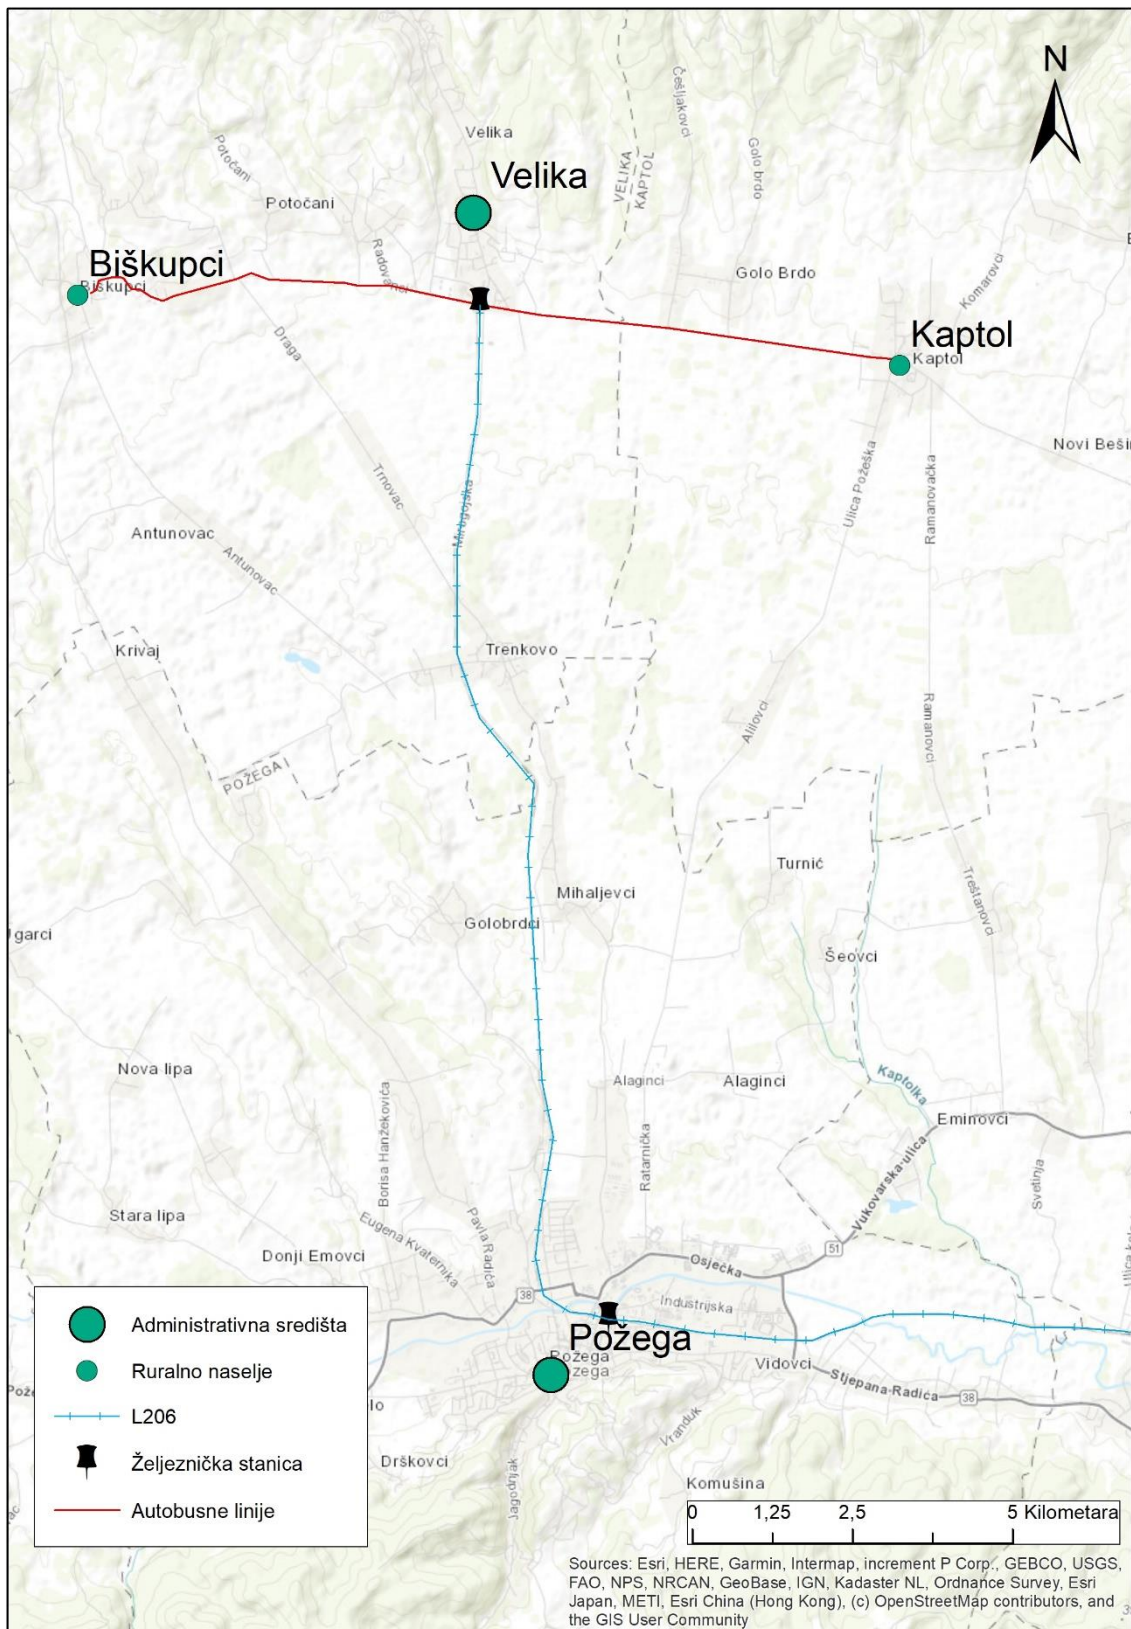 N
Češljakovci
Velika
Potočani
Golo brdo
VELIKA
KAPTOL
Velika
Potočani
Komarovci
Radovanci
Biškupci
Golo Brdo
Biškupci
Kaptol
Kaptol
Draga
Novi Bešin
Ulica Požeška
Ramanovačka
Trnovac
Mirogojska
Antunovac
Antunovac
Krivaj
Trenkovo
Alilovci
Ramanovci
POŽEGA
Turnić
Mihaljevci
Treštanovci
Golobrdci
Šeovci
Nova lipa
Alaginci
Alaginci
Kaptolka
Eminovci
Borisa Hanžekovića
Ratarnička
Vukovarska-ulica
Svetinja
Stara lipa
Eugena Kvaternika
Pavla Radića
Donji Emovci
Osječka
51
38
Industrijska
Požega
Požega
Požega
Vidovci
Stjepana-Radića
38
Vranduk
Drškovci
Jagodnjak
Komušina
Administrativna središta
Ruralno naselje
L206
Željeznička stanica
Autobusne linije
0 1,25 2,5 5 Kilometara
Sources: Esri, HERE, Garmin, Intermap, increment P Corp., GEBCO, USGS,
FAO, NPS, NRCAN, GeoBase, IGN, Kadaster NL, Ordnance Survey, Esri
Japan, METI, Esri China (Hong Kong), (c) OpenStreetMap contributors, and
the GIS User Community